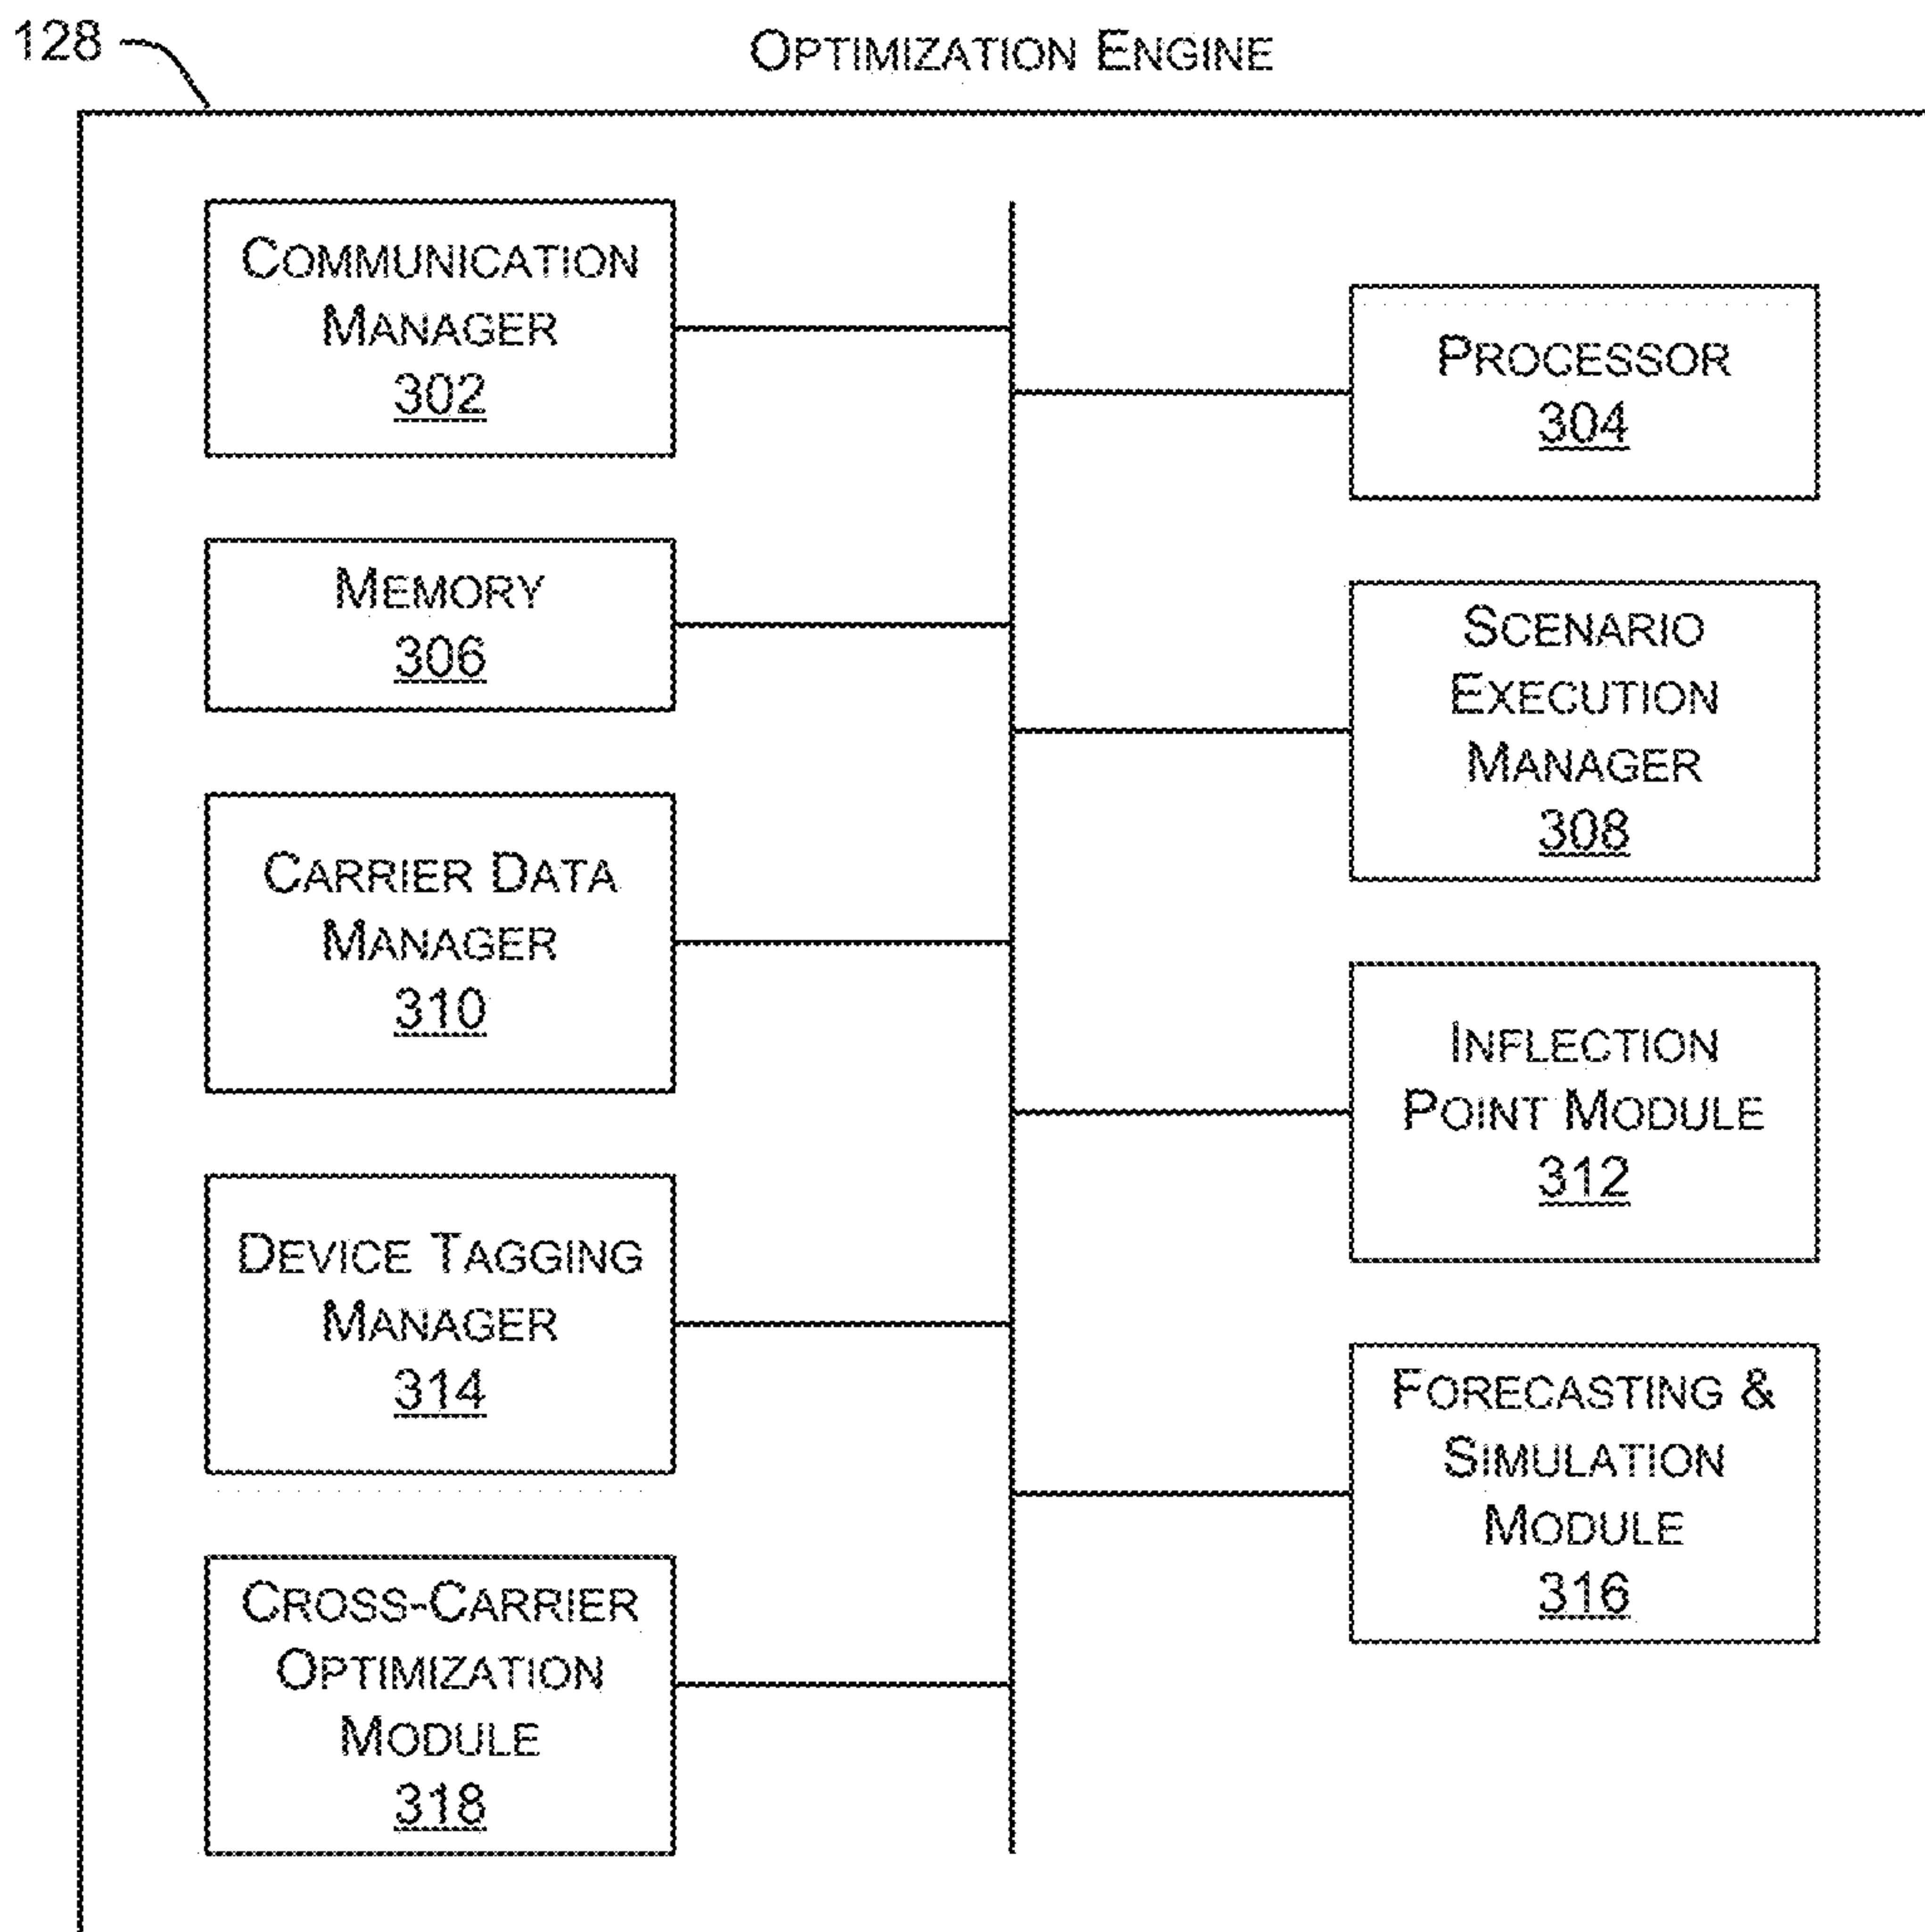 128
OPTIMIZATION ENGINE
COMMUNICATION
MANAGER
302
PROCESSOR
304
MEMORY
306
SCENARIO
EXECUTION
MANAGER
308
CARRIER DATA
MANAGER
310
INFLECTION
POINT MODULE
312
DEVICE TAGGING
MANAGER
314
FORECASTING &
SIMULATION
MODULE
316
CROSS-CARRIER
OPTIMIZATION
MODULE
318